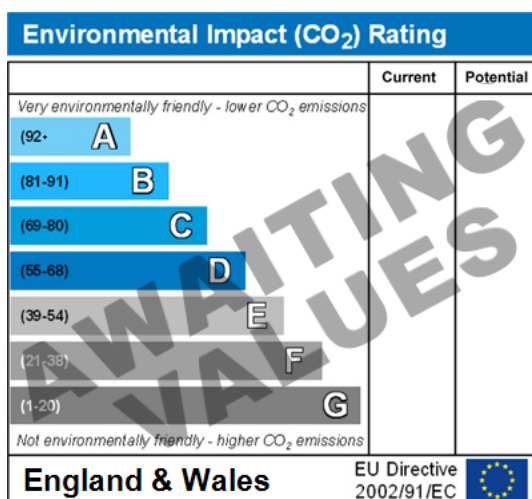 Environmental Impact (CO₂) Rating
Current Potential
Very environmentally friendly - lower CO₂ emissions
(92+ A
(81-91) B
(69-80) C
(55-68) D
(39-54) E
(21-38) F
(1-20) G
AWAITING
VALUES
Not environmentally friendly - higher CO₂ emissions
England & Wales
EU Directive
2002/91/EC